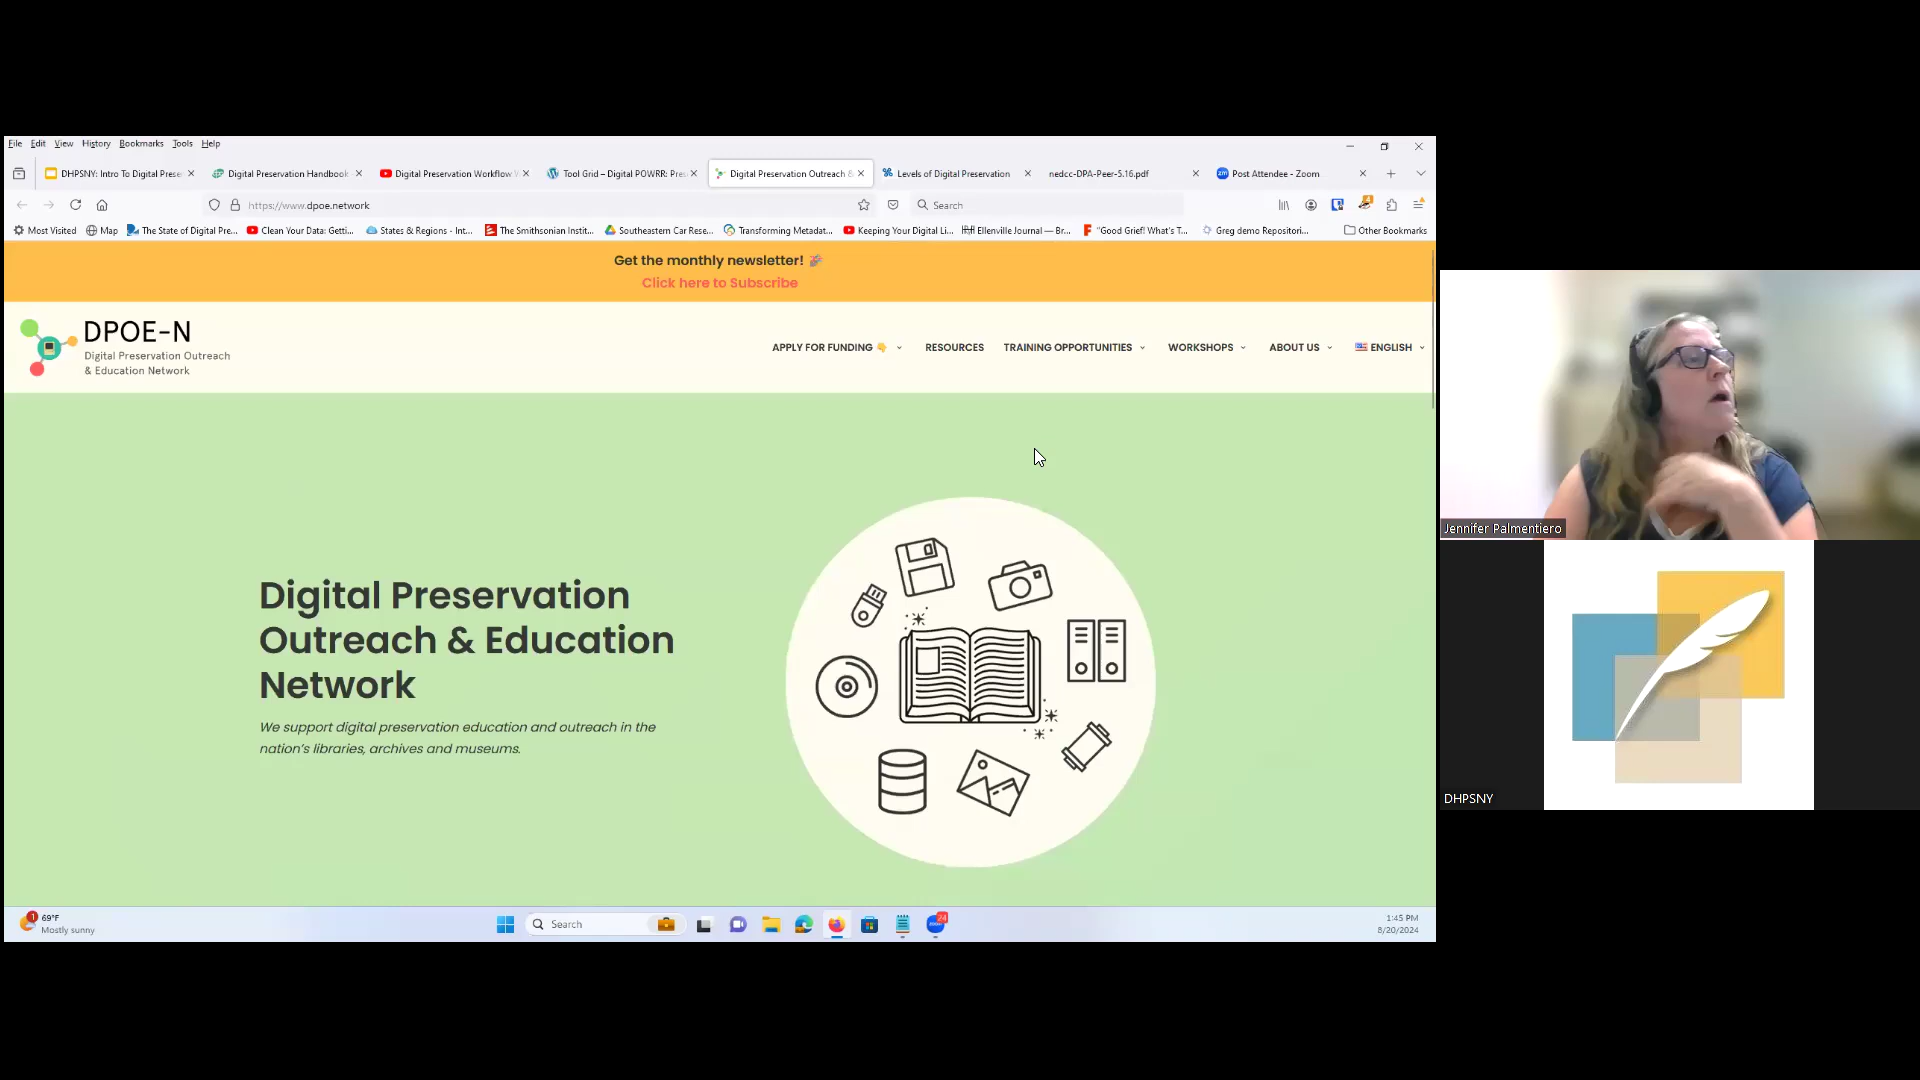 File Edit View History Bookmarks Tools Help
DHPSNY: Intro To Digital Prese
Digital Preservation Handbook
Digital Preservation Workflow
Tool Grid – Digital POWRR: Pre
Digital Preservation Outreach &
Levels of Digital Preservation
nedcc-DPA-Peer-5.16.pdf
Post Attendee - Zoom
https://www.dpoe.network
Search
Most Visited
Map
The State of Digital Pre...
Clean Your Data: Getti...
States & Regions - Int...
The Smithsonian Instit...
Southeastern Car Rese...
Transforming Metadat...
Keeping Your Digital Li...
Ellenville Journal — Br...
"Good Grief! What's T...
Greg demo Repositori...
Other Bookmarks
Get the monthly newsletter!
Click here to Subscribe
DPOE-N
Digital Preservation Outreach
& Education Network
APPLY FOR FUNDING
RESOURCES
TRAINING OPPORTUNITIES
WORKSHOPS
ABOUT US
ENGLISH
Digital Preservation
Outreach & Education
Network
We support digital preservation education and outreach in the
nation's libraries, archives and museums.
Jennifer Palmentiero
DHPSNY
1
69°F
Mostly sunny
Search
24
1:45 PM
8/20/2024